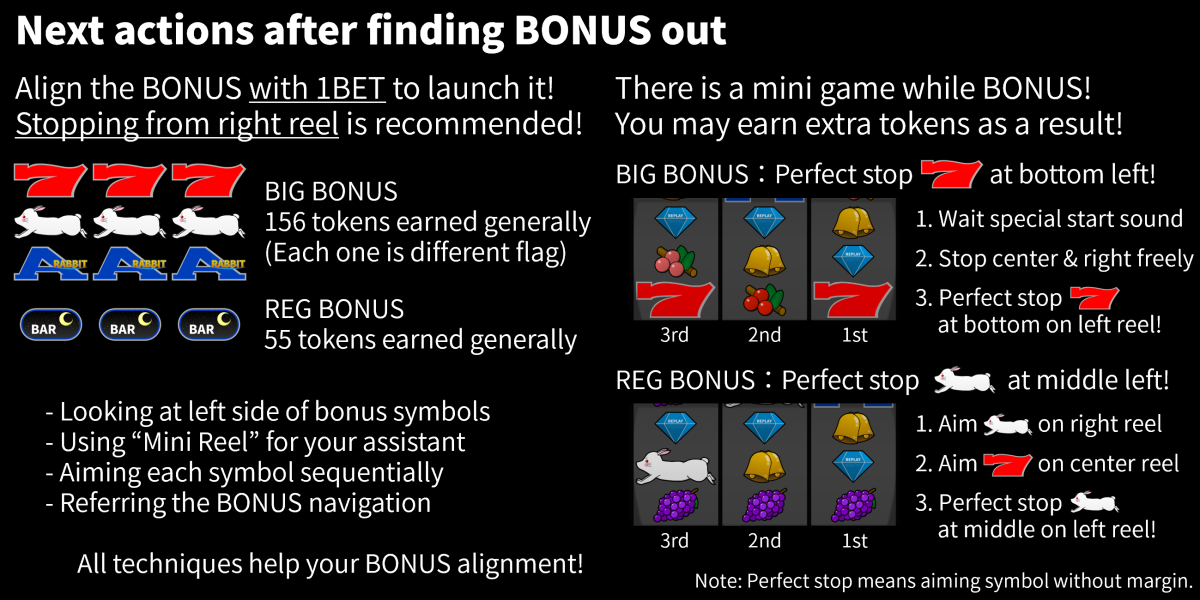 Next actions after finding BONUS out
Align the BONUS with 1BET to launch it!
Stopping from right reel is recommended!
RABBIT RABBIT RABBIT
BIG BONUS
156 tokens earned generally
(Each one is different flag)
BAR BAR BAR
REG BONUS
55 tokens earned generally
- Looking at left side of bonus symbols
- Using “Mini Reel” for your assistant
- Aiming each symbol sequentially
- Referring the BONUS navigation
All techniques help your BONUS alignment!
There is a mini game while BONUS!
You may earn extra tokens as a result!
BIG BONUS：Perfect stop 7 at bottom left!
REPLAY REPLAY
REPLAY
3rd 2nd 1st
1. Wait special start sound
2. Stop center & right freely
3. Perfect stop 7
at bottom on left reel!
REG BONUS：Perfect stop at middle left!
REPLAY REPLAY
REPLAY
3rd 2nd 1st
1. Aim on right reel
2. Aim 7 on center reel
3. Perfect stop
at middle on left reel!
Note: Perfect stop means aiming symbol without margin.